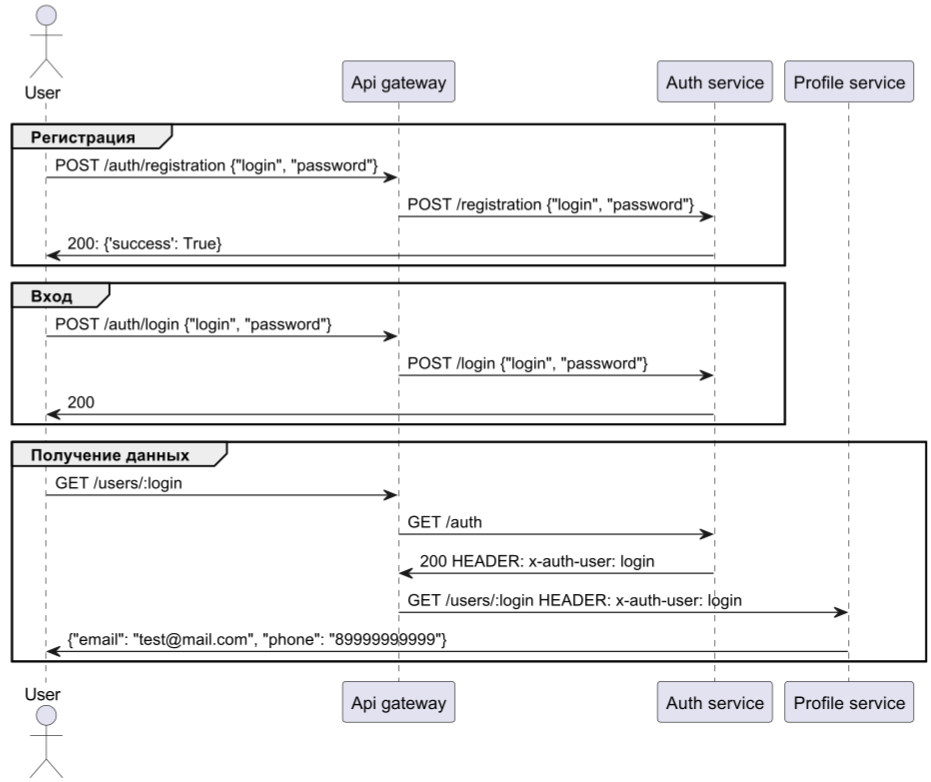 User
Api gateway
Auth service
Profile service
Регистрация
POST /auth/registration {"login", "password"}
POST /registration {"login", "password"}
200: {'success': True}
Вход
POST /auth/login {"login", "password"}
POST /login {"login", "password"}
200
Получение данных
GET /users/:login
GET /auth
200 HEADER: x-auth-user: login
GET /users/:login HEADER: x-auth-user: login
{"email": "test@mail.com", "phone": "89999999999"}
User
Api gateway
Auth service
Profile service